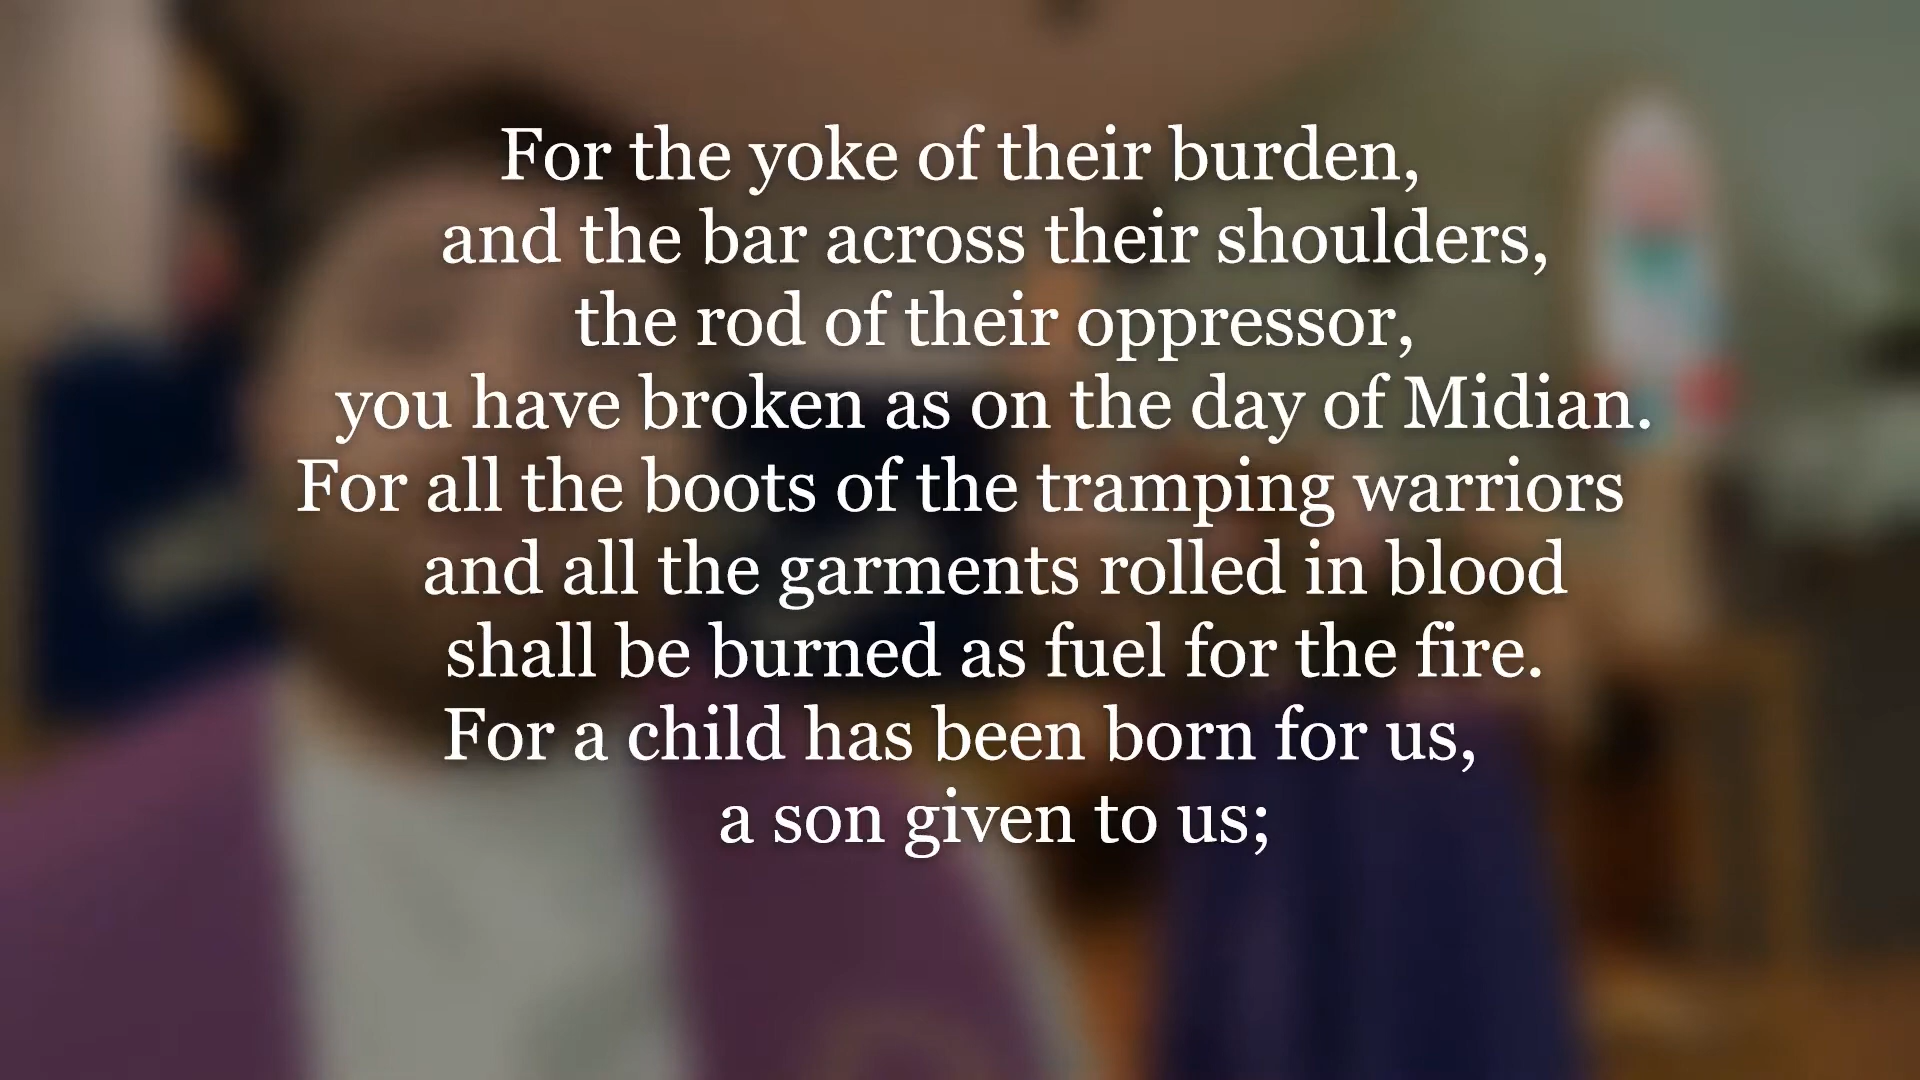 For the yoke of their burden,
and the bar across their shoulders,
the rod of their oppressor,
you have broken as on the day of Midian.
For all the boots of the tramping warriors
and all the garments rolled in blood
shall be burned as fuel for the fire.
For a child has been born for us,
a son given to us;